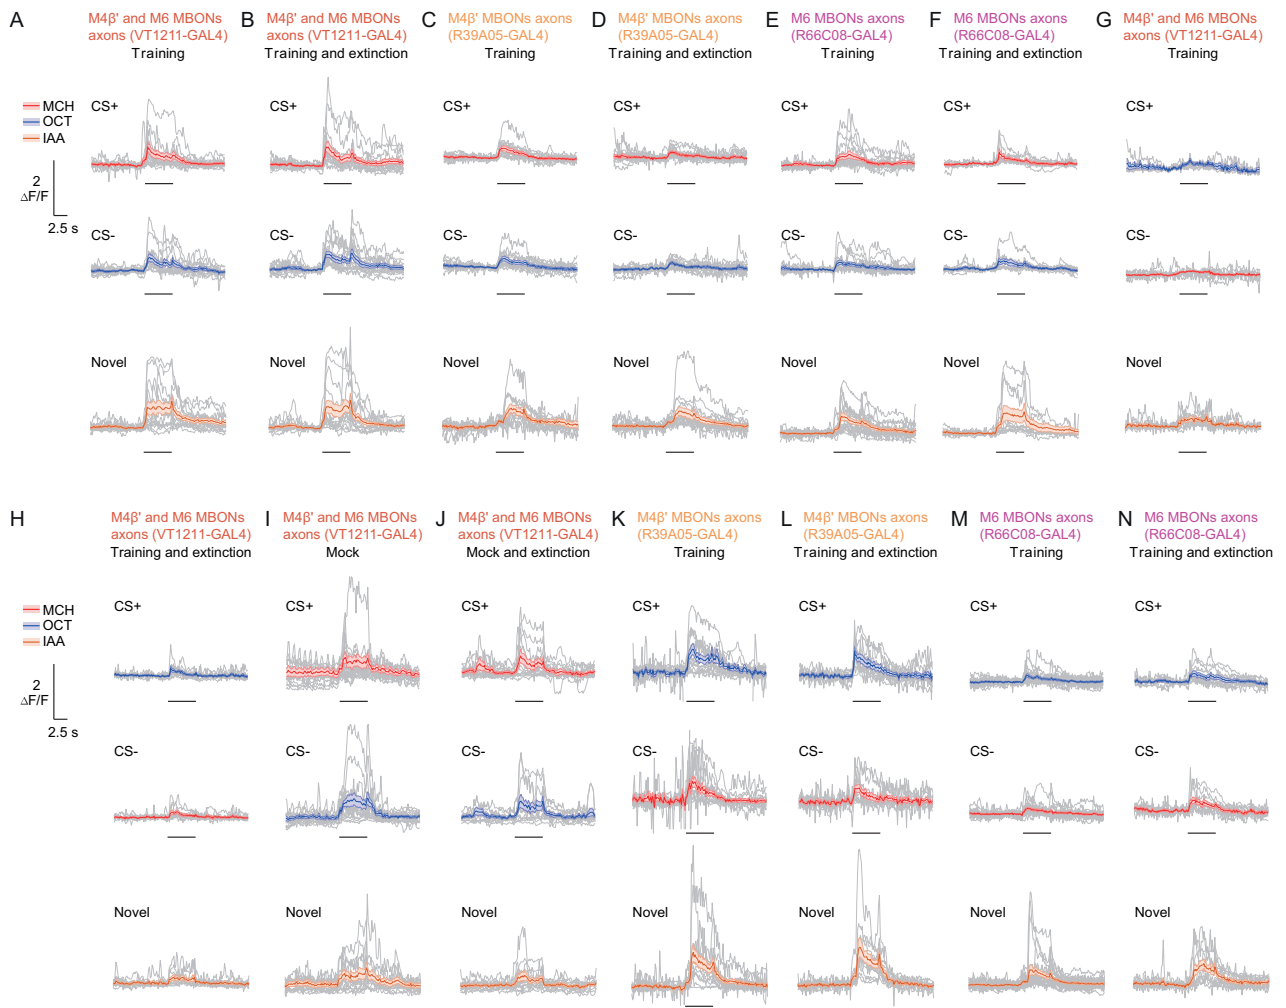 A
M4β' and M6 MBONs
axons (VT1211-GAL4)
Training
B
M4β' and M6 MBONs
axons (VT1211-GAL4)
Training and extinction
C
M4β' MBONs axons
(R39A05-GAL4)
Training
D
M4β' MBONs axons
(R39A05-GAL4)
Training and extinction
E
M6 MBONs axons
(R66C08-GAL4)
Training
F
M6 MBONs axons
(R66C08-GAL4)
Training and extinction
G
M4β' and M6 MBONs
axons (VT1211-GAL4)
Training
MCH
OCT
IAA
2
ΔF/F
2.5 s
CS+
CS+
CS+
CS+
CS+
CS+
CS+
CS-
CS-
CS-
CS-
CS-
CS-
CS-
Novel
Novel
Novel
Novel
Novel
Novel
Novel
H
M4β' and M6 MBONs
axons (VT1211-GAL4)
Training and extinction
I
M4β' and M6 MBONs
axons (VT1211-GAL4)
Mock
J
M4β' and M6 MBONs
axons (VT1211-GAL4)
Mock and extinction
K
M4β' MBONs axons
(R39A05-GAL4)
Training
L
M4β' MBONs axons
(R39A05-GAL4)
Training and extinction
M
M6 MBONs axons
(R66C08-GAL4)
Training
N
M6 MBONs axons
(R66C08-GAL4)
Training and extinction
MCH
OCT
IAA
2
ΔF/F
2.5 s
CS+
CS+
CS+
CS+
CS+
CS+
CS+
CS-
CS-
CS-
CS-
CS-
CS-
CS-
Novel
Novel
Novel
Novel
Novel
Novel
Novel